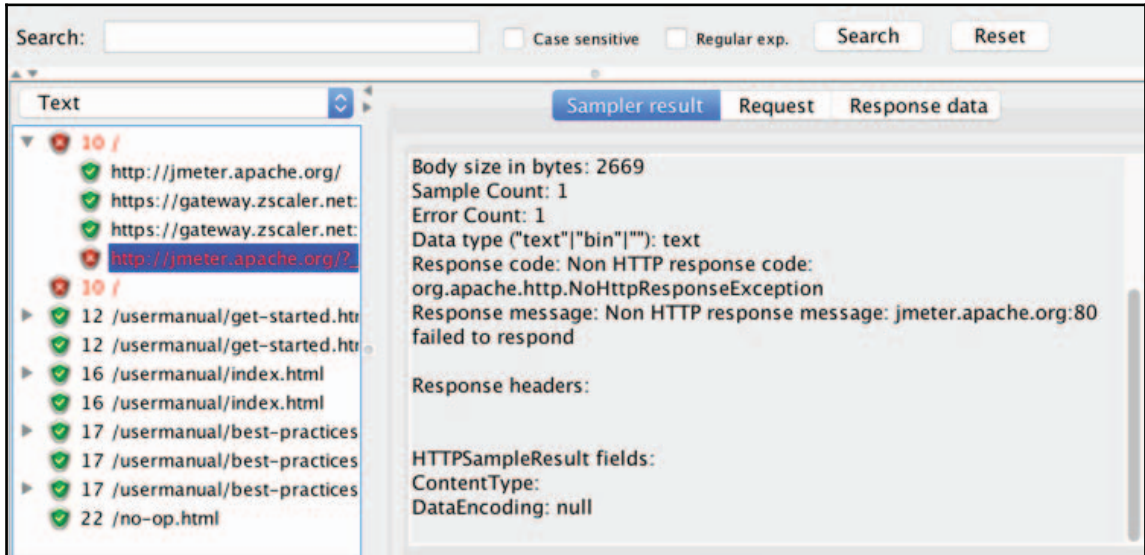 Search:
Case sensitive
Regular exp.
Search
Reset
Text
10 /
http://jmeter.apache.org/
https://gateway.zscaler.net:
https://gateway.zscaler.net:
http://jmeter.apache.org/?_
10 /
12 /usermanual/get-started.htr
12 /usermanual/get-started.htr
16 /usermanual/index.html
16 /usermanual/index.html
17 /usermanual/best-practices
17 /usermanual/best-practices
17 /usermanual/best-practices
22 /no-op.html
Sampler result
Request
Response data
Body size in bytes: 2669
Sample Count: 1
Error Count: 1
Data type ("text"|"bin"|""): text
Response code: Non HTTP response code:
org.apache.http.NoHttpResponseException
Response message: Non HTTP response message: jmeter.apache.org:80
failed to respond
Response headers:
HTTPSampleResult fields:
ContentType:
DataEncoding: null